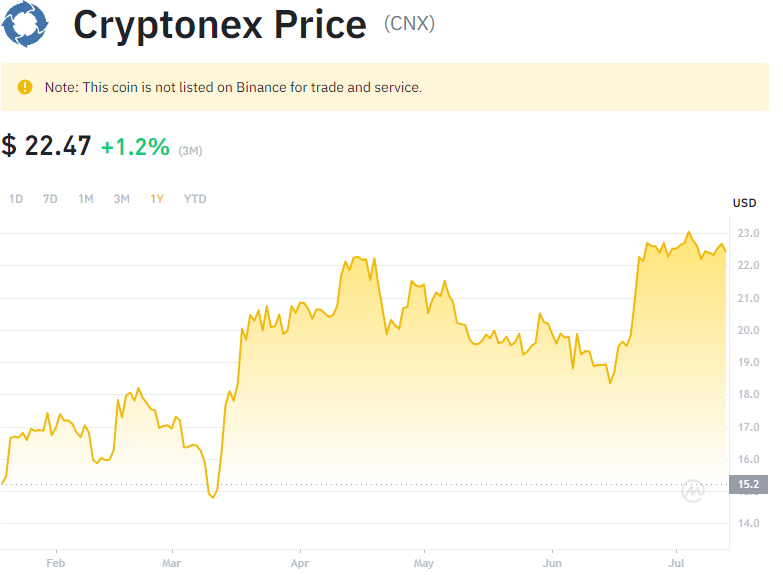 Cryptonex Price (CNX)
Note: This coin is not listed on Binance for trade and service.
$ 22.47 +1.2% (3M)
1D 7D 1M 3M 1Y YTD
USD
23.0
22.0
21.0
20.0
19.0
18.0
17.0
16.0
15.2
14.0
Feb Mar Apr May Jun Jul